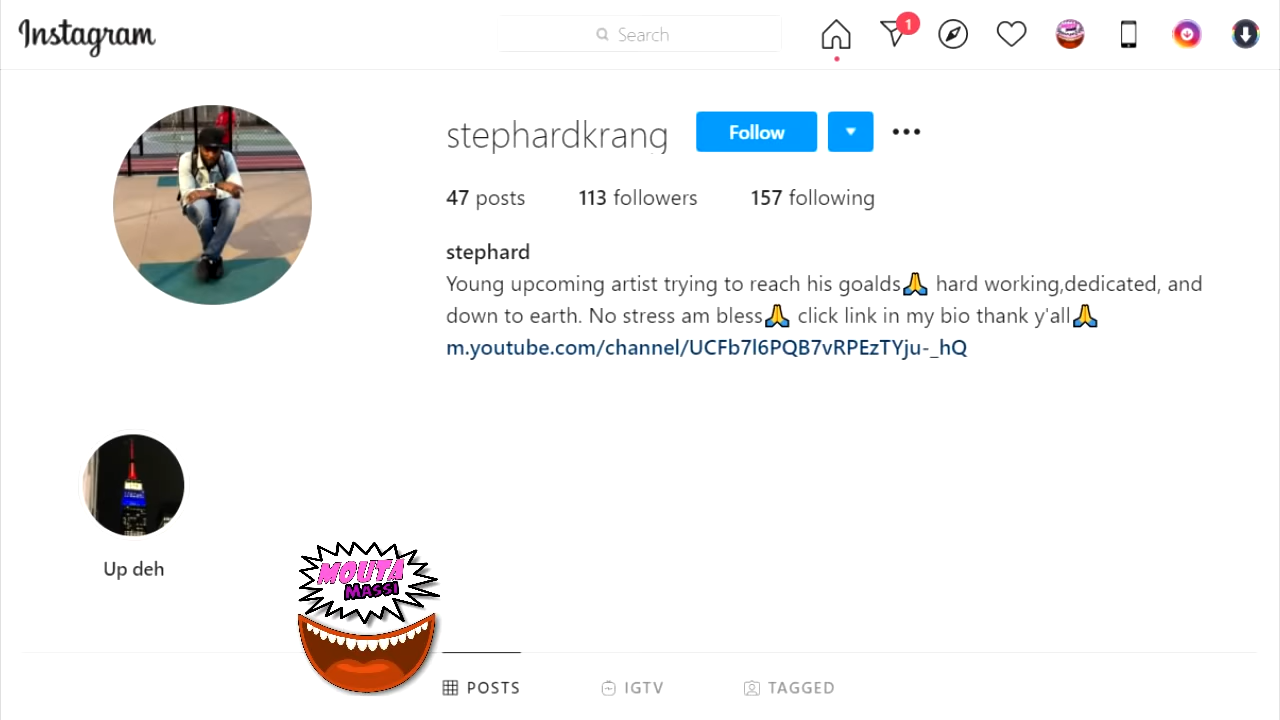 Instagram
Search
1
stephardkrang
Follow
47 posts 113 followers 157 following
stephard
Young upcoming artist trying to reach his goalds🙏 hard working,dedicated, and
down to earth. No stress am bless🙏 click link in my bio thank y'all🙏
m.youtube.com/channel/UCFb7l6PQB7vRPEzTYju-_hQ
Up deh
MOUTA
MASSI
POSTS IGTV TAGGED